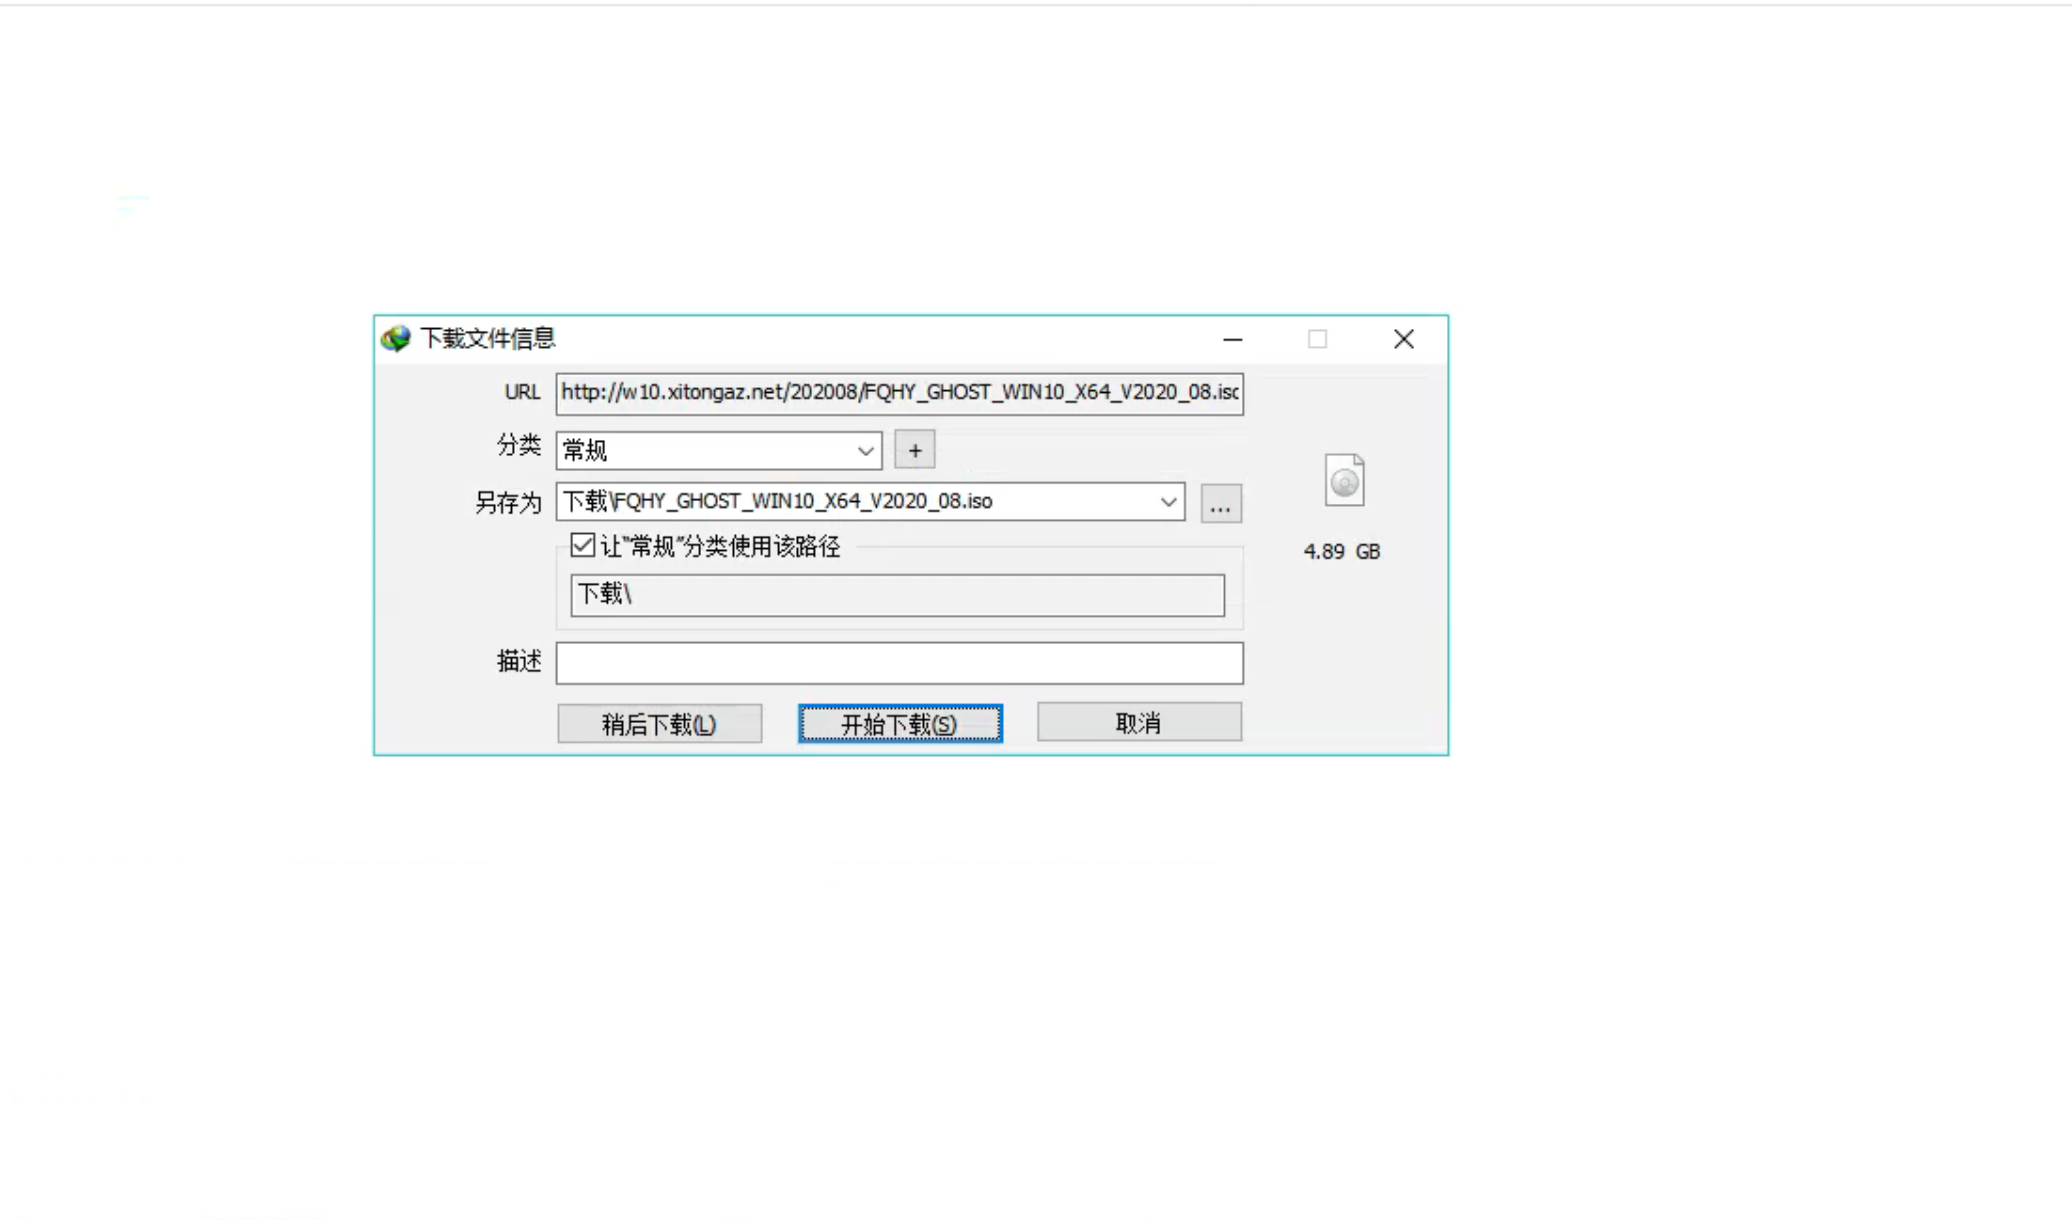 下载文件信息
URL http://w10.xitongaz.net/202008/FQHY_GHOST_WIN10_X64_V2020_08.iso
分类 常规 +
另存为 下载\FQHY_GHOST_WIN10_X64_V2020_08.iso ...
让"常规"分类使用该路径
4.89 GB
下载\
描述
稍后下载(L) 开始下载(S) 取消